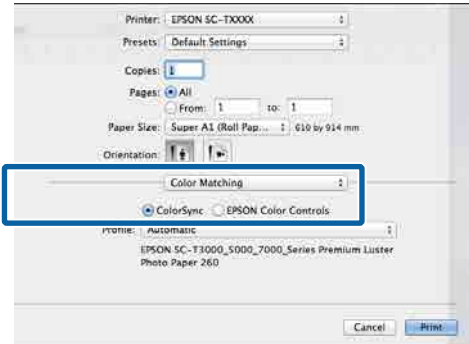 Printer: EPSON SC-TXXXX
Presets: Default Settings
Copies: 1
Pages: All
From: 1 to: 1
Paper Size: Super A1 (Roll Pap... 610 by 914 mm
Orientation:
Color Matching
ColorSync EPSON Color Controls
Profile: Automatic
EPSON SC-T3000_5000_7000_Series Premium Luster
Photo Paper 260
Cancel Print